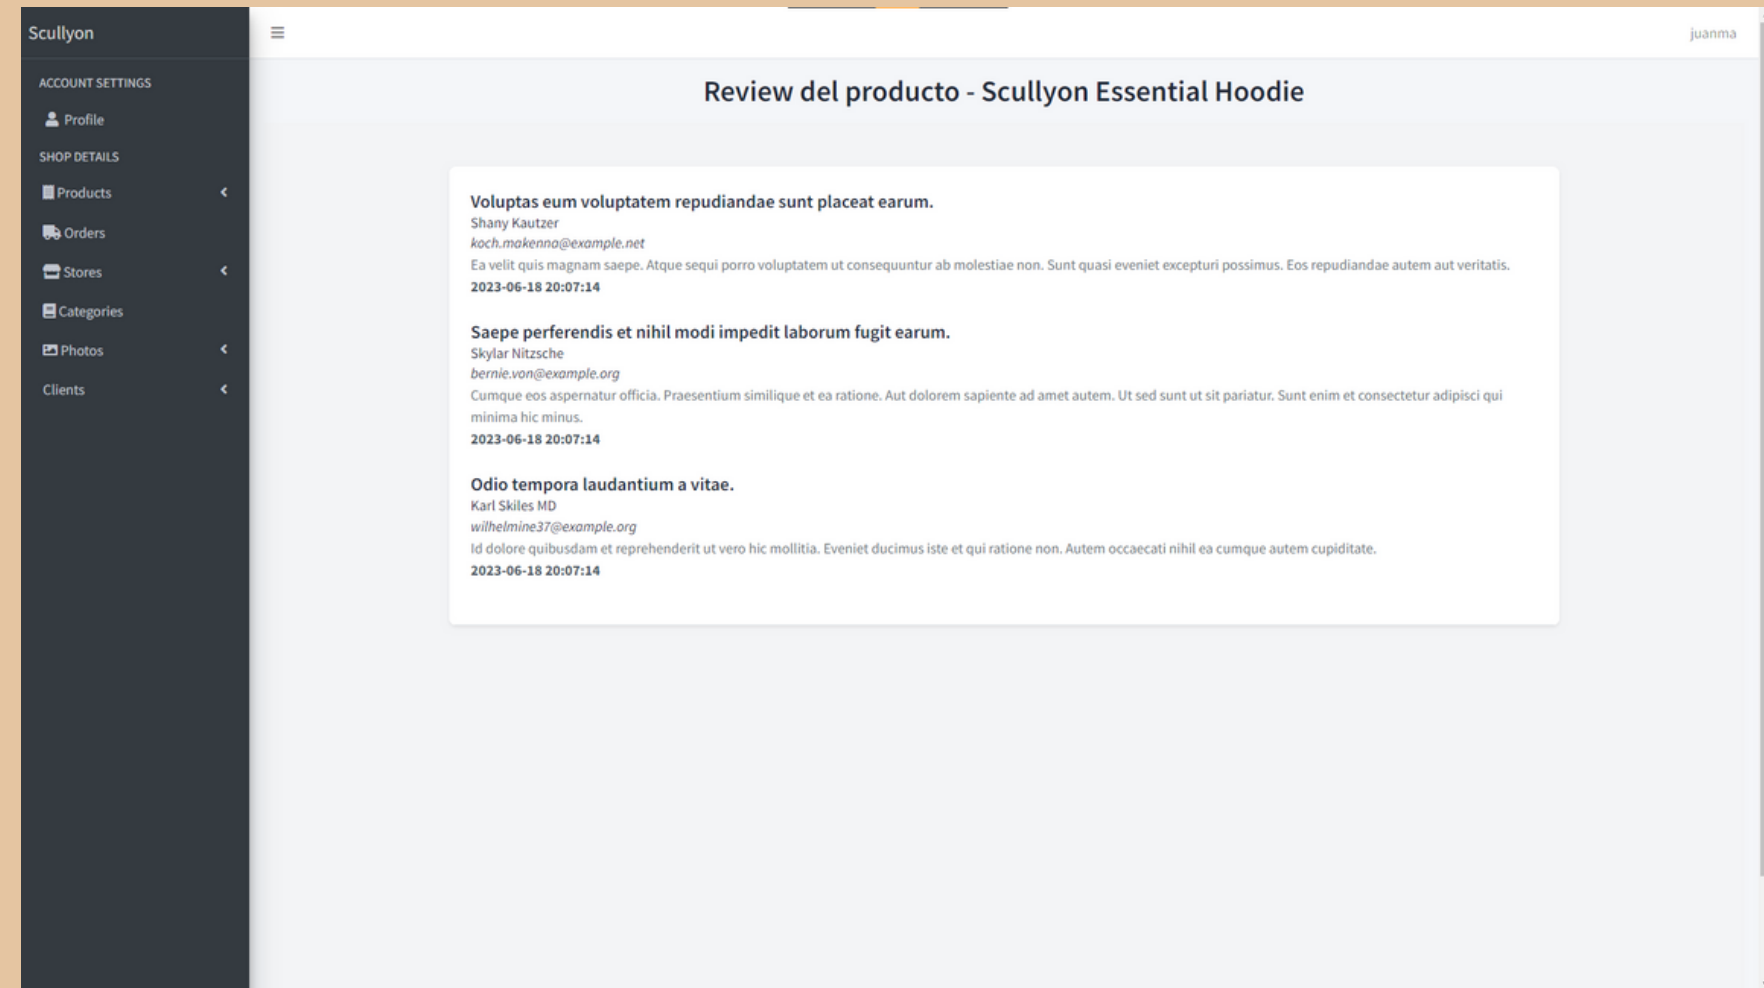 Scullyon
juanma
ACCOUNT SETTINGS
Profile
SHOP DETAILS
Products
Orders
Stores
Categories
Photos
Clients
Review del producto - Scullyon Essential Hoodie
Voluptas eum voluptatem repudiandae sunt placeat earum.
Shany Kautzer
koch.makenna@example.net
Ea velit quis magnam saepe. Atque sequi porro voluptatem ut consequuntur ab molestiae non. Sunt quasi eveniet excepturi possimus. Eos repudiandae autem aut veritatis.
2023-06-18 20:07:14
Saepe perferendis et nihil modi impedit laborum fugit earum.
Skylar Nitzsche
bernie.von@example.org
Cumque eos aspernatur officia. Praesentium similique et ea ratione. Aut dolorem sapiente ad amet autem. Ut sed sunt ut sit pariatur. Sunt enim et consectetur adipisci qui
minima hic minus.
2023-06-18 20:07:14
Odio tempora laudantium a vitae.
Karl Skiles MD
wilhelmine37@example.org
Id dolore quibusdam et reprehenderit ut vero hic mollitia. Eveniet ducimus iste et qui ratione non. Autem occaecati nihil ea cumque autem cupiditate.
2023-06-18 20:07:14